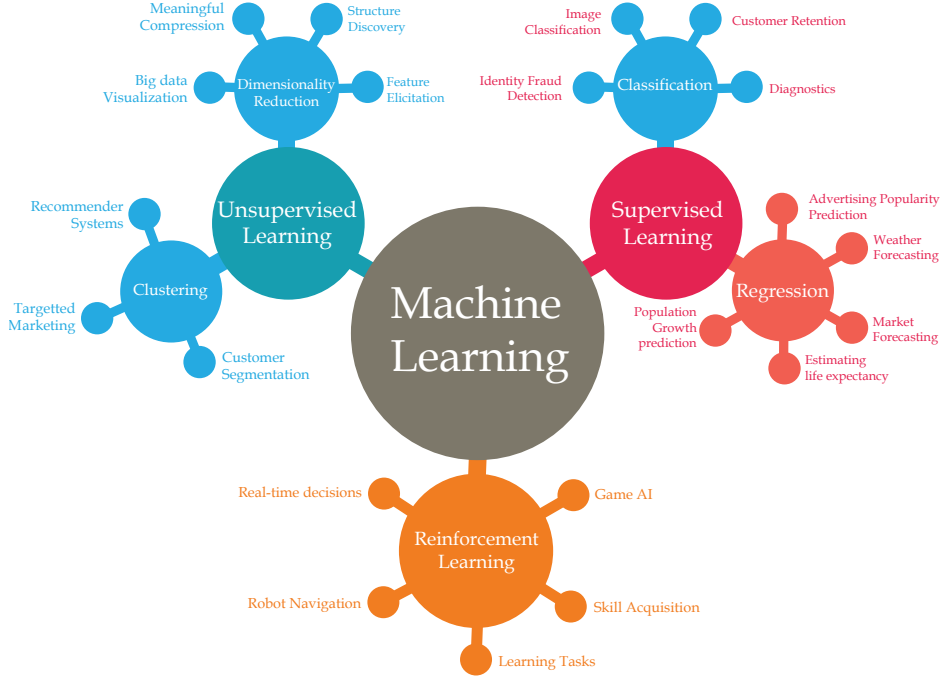 Meaningful
Compression
Structure
Discovery
Big data
Visualization
Dimensionality
Reduction
Feature
Elicitation
Image
Classification
Customer Retention
Identity Fraud
Detection
Classification
Diagnostics
Unsupervised
Learning
Recommender
Systems
Clustering
Targetted
Marketing
Customer
Segmentation
Machine
Learning
Supervised
Learning
Advertising Popularity
Prediction
Weather
Forecasting
Regression
Population
Growth
prediction
Market
Forecasting
Estimating
life expectancy
Real-time decisions
Game AI
Reinforcement
Learning
Robot Navigation
Skill Acquisition
Learning Tasks